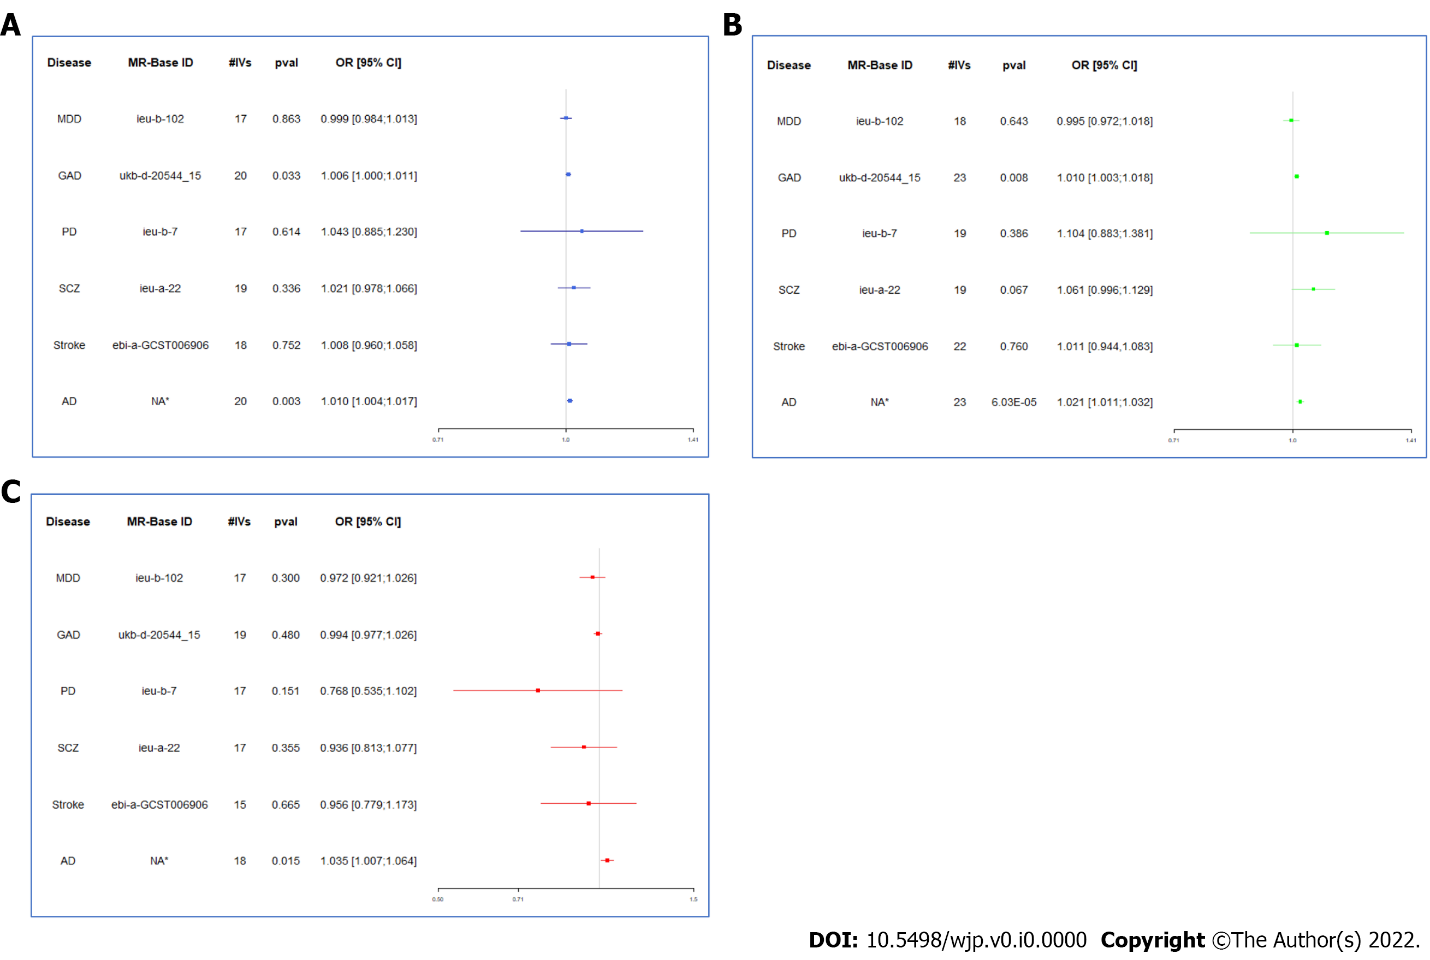 A
Disease MR-Base ID #IVs pval OR [95% CI]
MDD ieu-b-102 17 0.863 0.999 [0.984;1.013]
GAD ukb-d-20544_15 20 0.033 1.006 [1.000;1.011]
PD ieu-b-7 17 0.614 1.043 [0.885;1.230]
SCZ ieu-a-22 19 0.336 1.021 [0.978;1.066]
Stroke ebi-a-GCST006906 18 0.752 1.008 [0.960;1.058]
AD NA* 20 0.003 1.010 [1.004;1.017]
0.71 1.0 1.41
B
Disease MR-Base ID #IVs pval OR [95% CI]
MDD ieu-b-102 18 0.643 0.995 [0.972;1.018]
GAD ukb-d-20544_15 23 0.008 1.010 [1.003;1.018]
PD ieu-b-7 19 0.386 1.104 [0.883;1.381]
SCZ ieu-a-22 19 0.067 1.061 [0.996;1.129]
Stroke ebi-a-GCST006906 22 0.760 1.011 [0.944;1.083]
AD NA* 23 6.03E-05 1.021 [1.011;1.032]
0.71 1.0 1.41
C
Disease MR-Base ID #IVs pval OR [95% CI]
MDD ieu-b-102 17 0.300 0.972 [0.921;1.026]
GAD ukb-d-20544_15 19 0.480 0.994 [0.977;1.026]
PD ieu-b-7 17 0.151 0.768 [0.535;1.102]
SCZ ieu-a-22 17 0.355 0.936 [0.813;1.077]
Stroke ebi-a-GCST006906 15 0.665 0.956 [0.779;1.173]
AD NA* 18 0.015 1.035 [1.007;1.064]
0.50 0.71 1.5
DOI: 10.5498/wjp.v0.i0.0000 Copyright ©The Author(s) 2022.